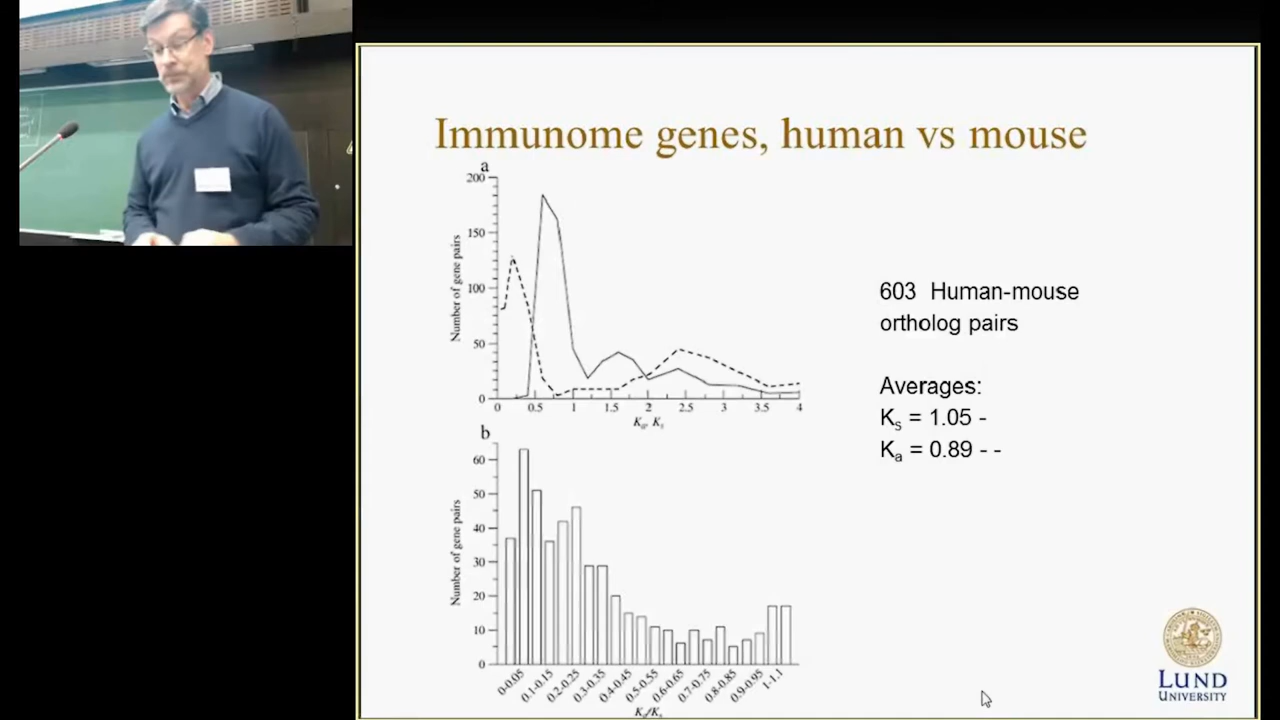 Immunome genes, human vs mouse
a
200
150
100
50
0
Number of gene pairs
0 0.5 1 1.5 2 2.5 3 3.5 4
Ka, Ks
603 Human-mouse
ortholog pairs
Averages:
Ks = 1.05 -
Ka = 0.89 - -
b
60
50
40
30
20
10
0
Number of gene pairs
0-0.05 0.1-0.15 0.2-0.25 0.3-0.35 0.4-0.45 0.5-0.55 0.6-0.65 0.7-0.75 0.8-0.85 0.9-0.95 1-1.1
Ka/Ks
LUND
UNIVERSITY